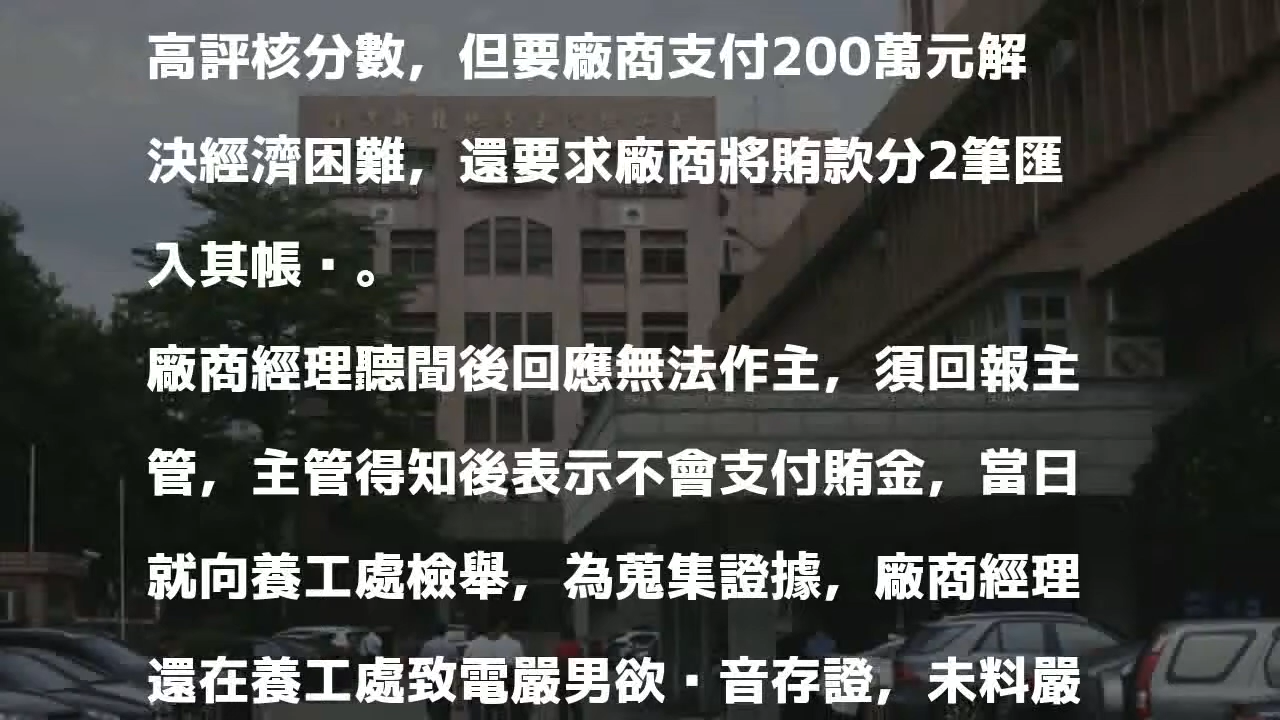 高評核分數，但要廠商支付200萬元解
決經濟困難，還要求廠商將賄款分2筆匯
入其帳▪。
廠商經理聽聞後回應無法作主，須回報主
管，主管得知後表示不會支付賄金，當日
就向養工處檢舉，為蒐集證據，廠商經理
還在養工處致電嚴男欲▪音存證，未料嚴